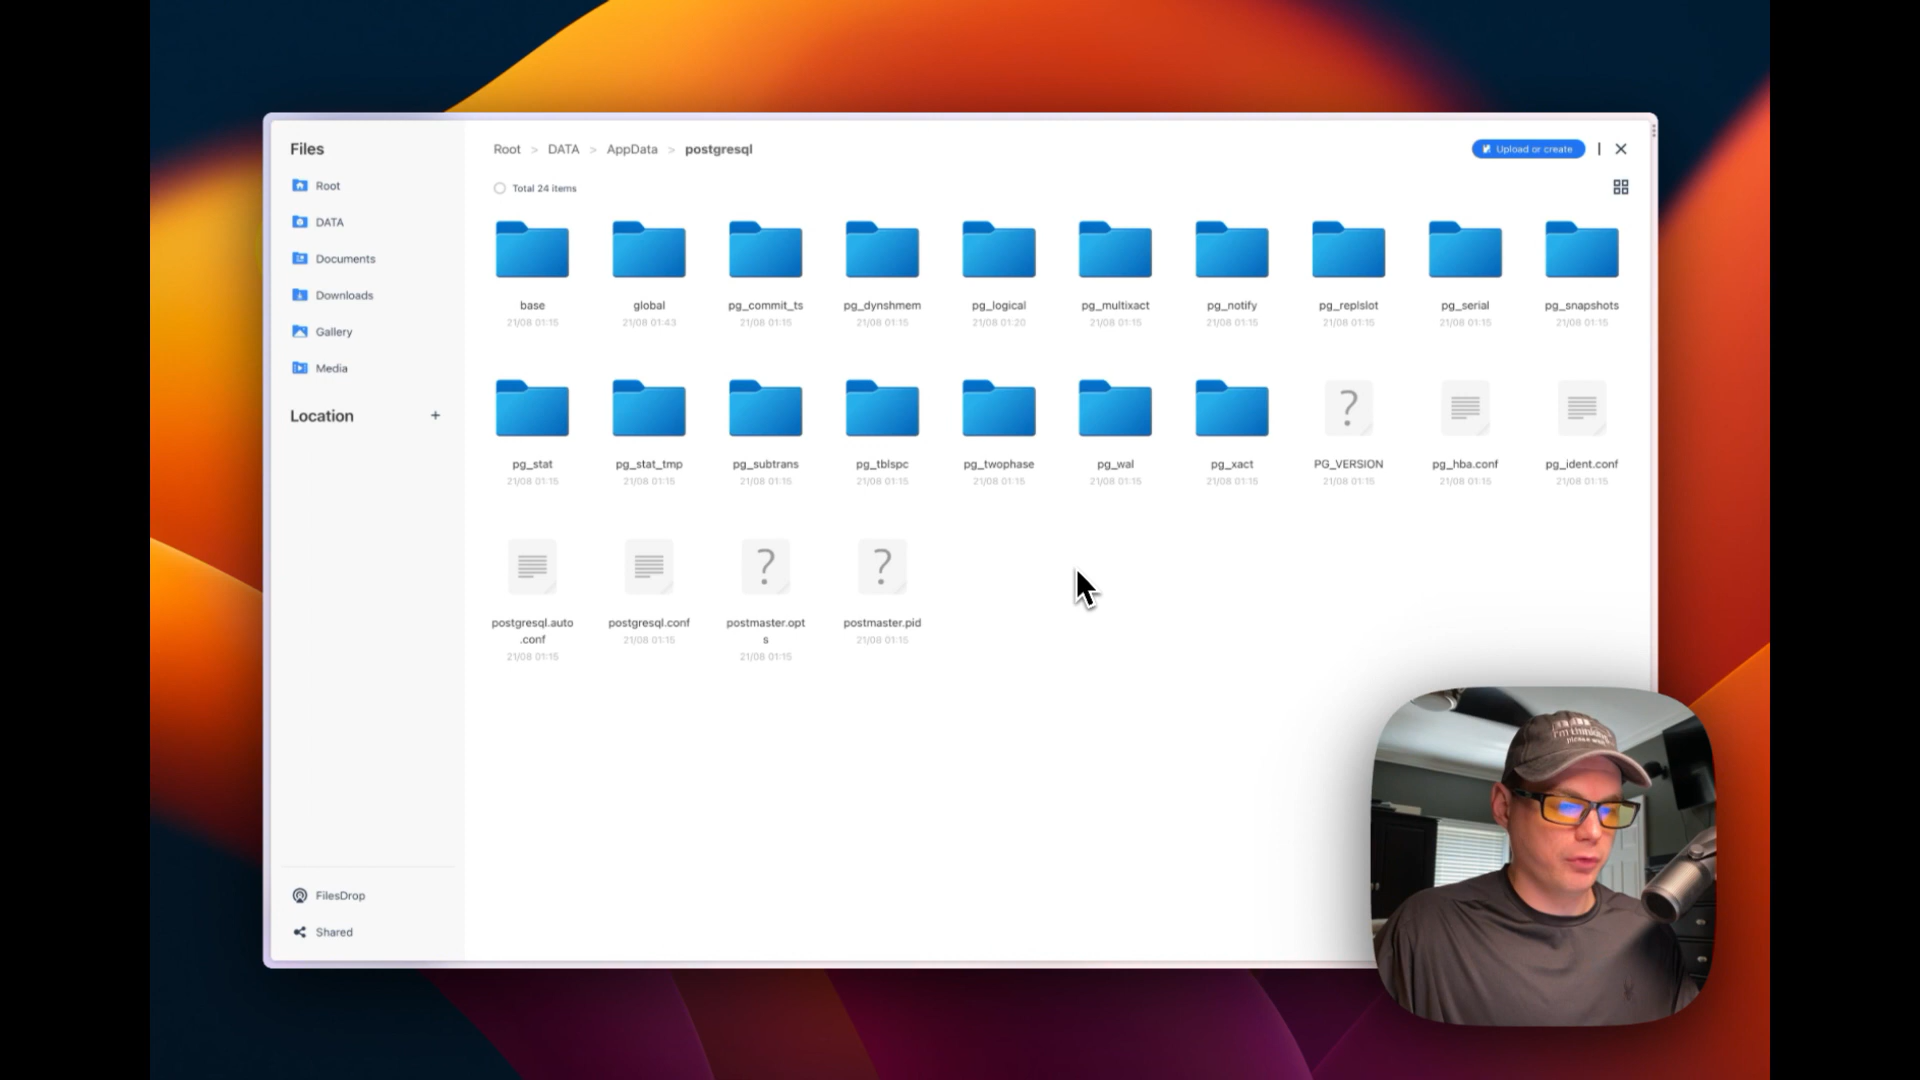 Files
Root
DATA
Documents
Downloads
Gallery
Media
Location +
FilesDrop
Shared
Root > DATA > AppData > postgresql
Upload or create
Total 24 items
base global pg_commit_ts pg_dynshmem pg_logical pg_multixact pg_notify pg_replslot pg_serial pg_snapshots
21/08 01:15 21/08 01:43 21/08 01:15 21/08 01:15 21/08 01:20 21/08 01:15 21/08 01:15 21/08 01:15 21/08 01:15 21/08 01:15
pg_stat pg_stat_tmp pg_subtrans pg_tblspc pg_twophase pg_wal pg_xact PG_VERSION pg_hba.conf pg_ident.conf
21/08 01:15 21/08 01:15 21/08 01:15 21/08 01:15 21/08 01:15 21/08 01:15 21/08 01:15 21/08 01:15 21/08 01:15 21/08 01:15
postgresql.auto postgresql.conf postmaster.opt postmaster.pid
.conf 21/08 01:15 s 21/08 01:15
21/08 01:15 21/08 01:15
I'm thinking
please